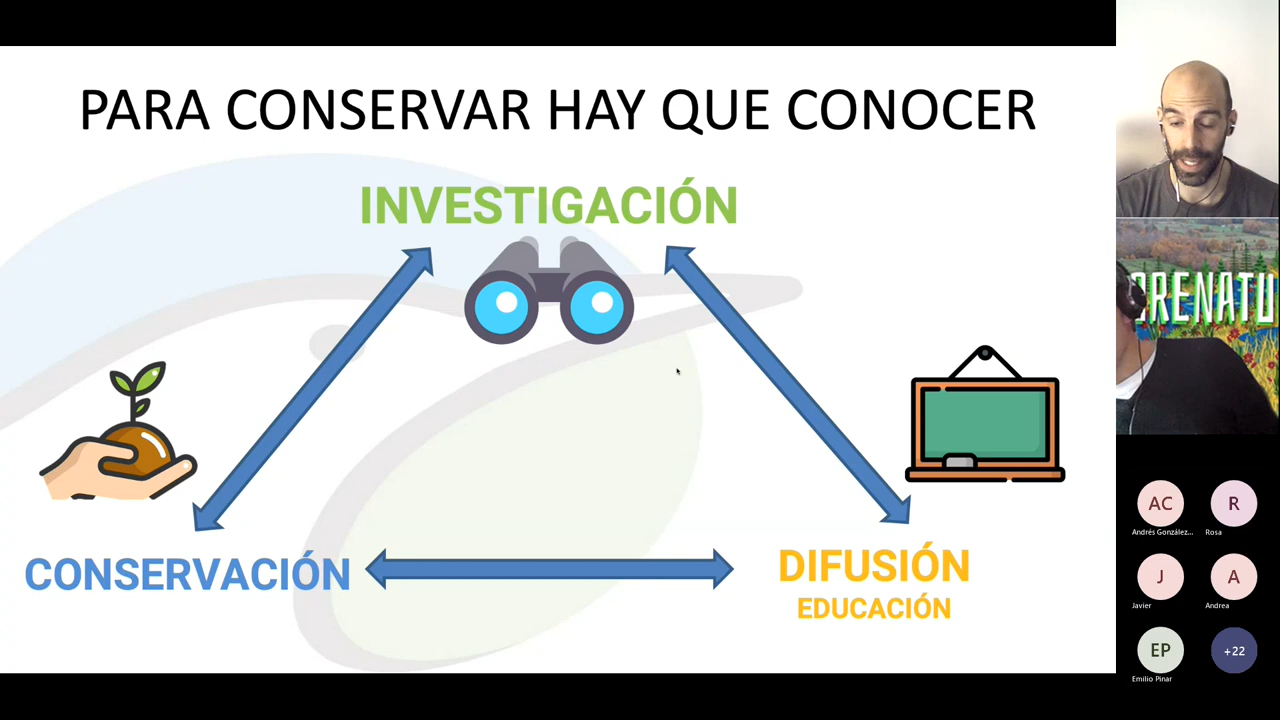 PARA CONSERVAR HAY QUE CONOCER
INVESTIGACIÓN
CONSERVACIÓN
DIFUSIÓN
EDUCACIÓN
ORENATU
AC
R
Andrés González...
Rosa
J
A
Javier
Andrea
EP
+22
Emilio Pinar